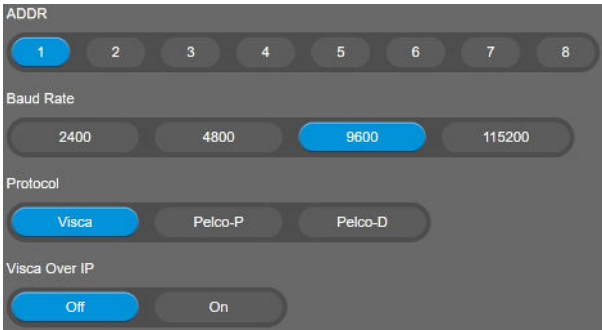 ADDR
1 2 3 4 5 6 7 8
Baud Rate
2400 4800 9600 115200
Protocol
Visca Pelco-P Pelco-D
Visca Over IP
Off On